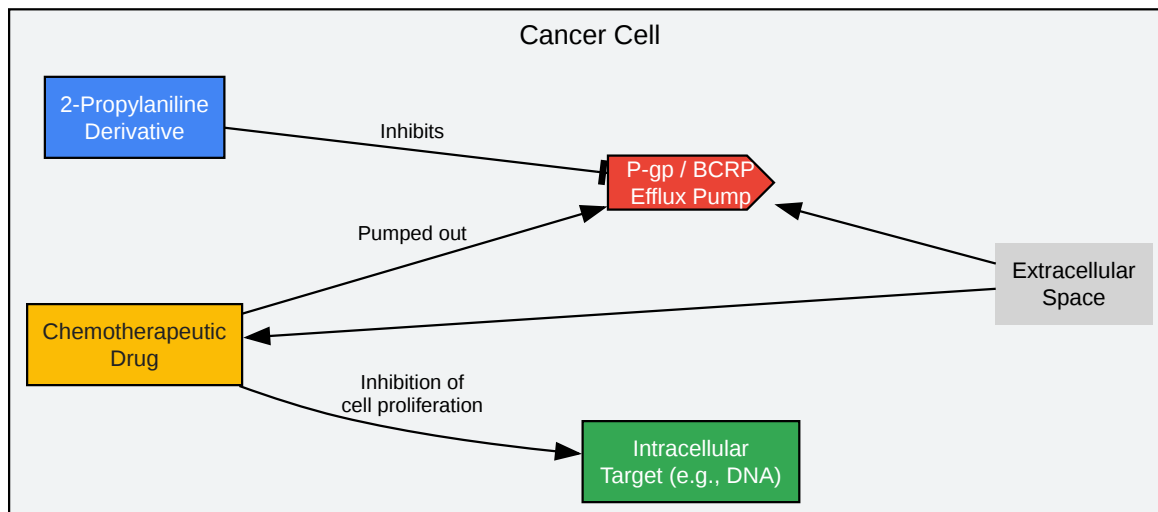 Cancer Cell
2-Propylaniline
Derivative
Inhibits
P-gp / BCRP
Efflux Pump
Pumped out
Extracellular
Space
Chemotherapeutic
Drug
Inhibition of
cell proliferation
Intracellular
Target (e.g., DNA)